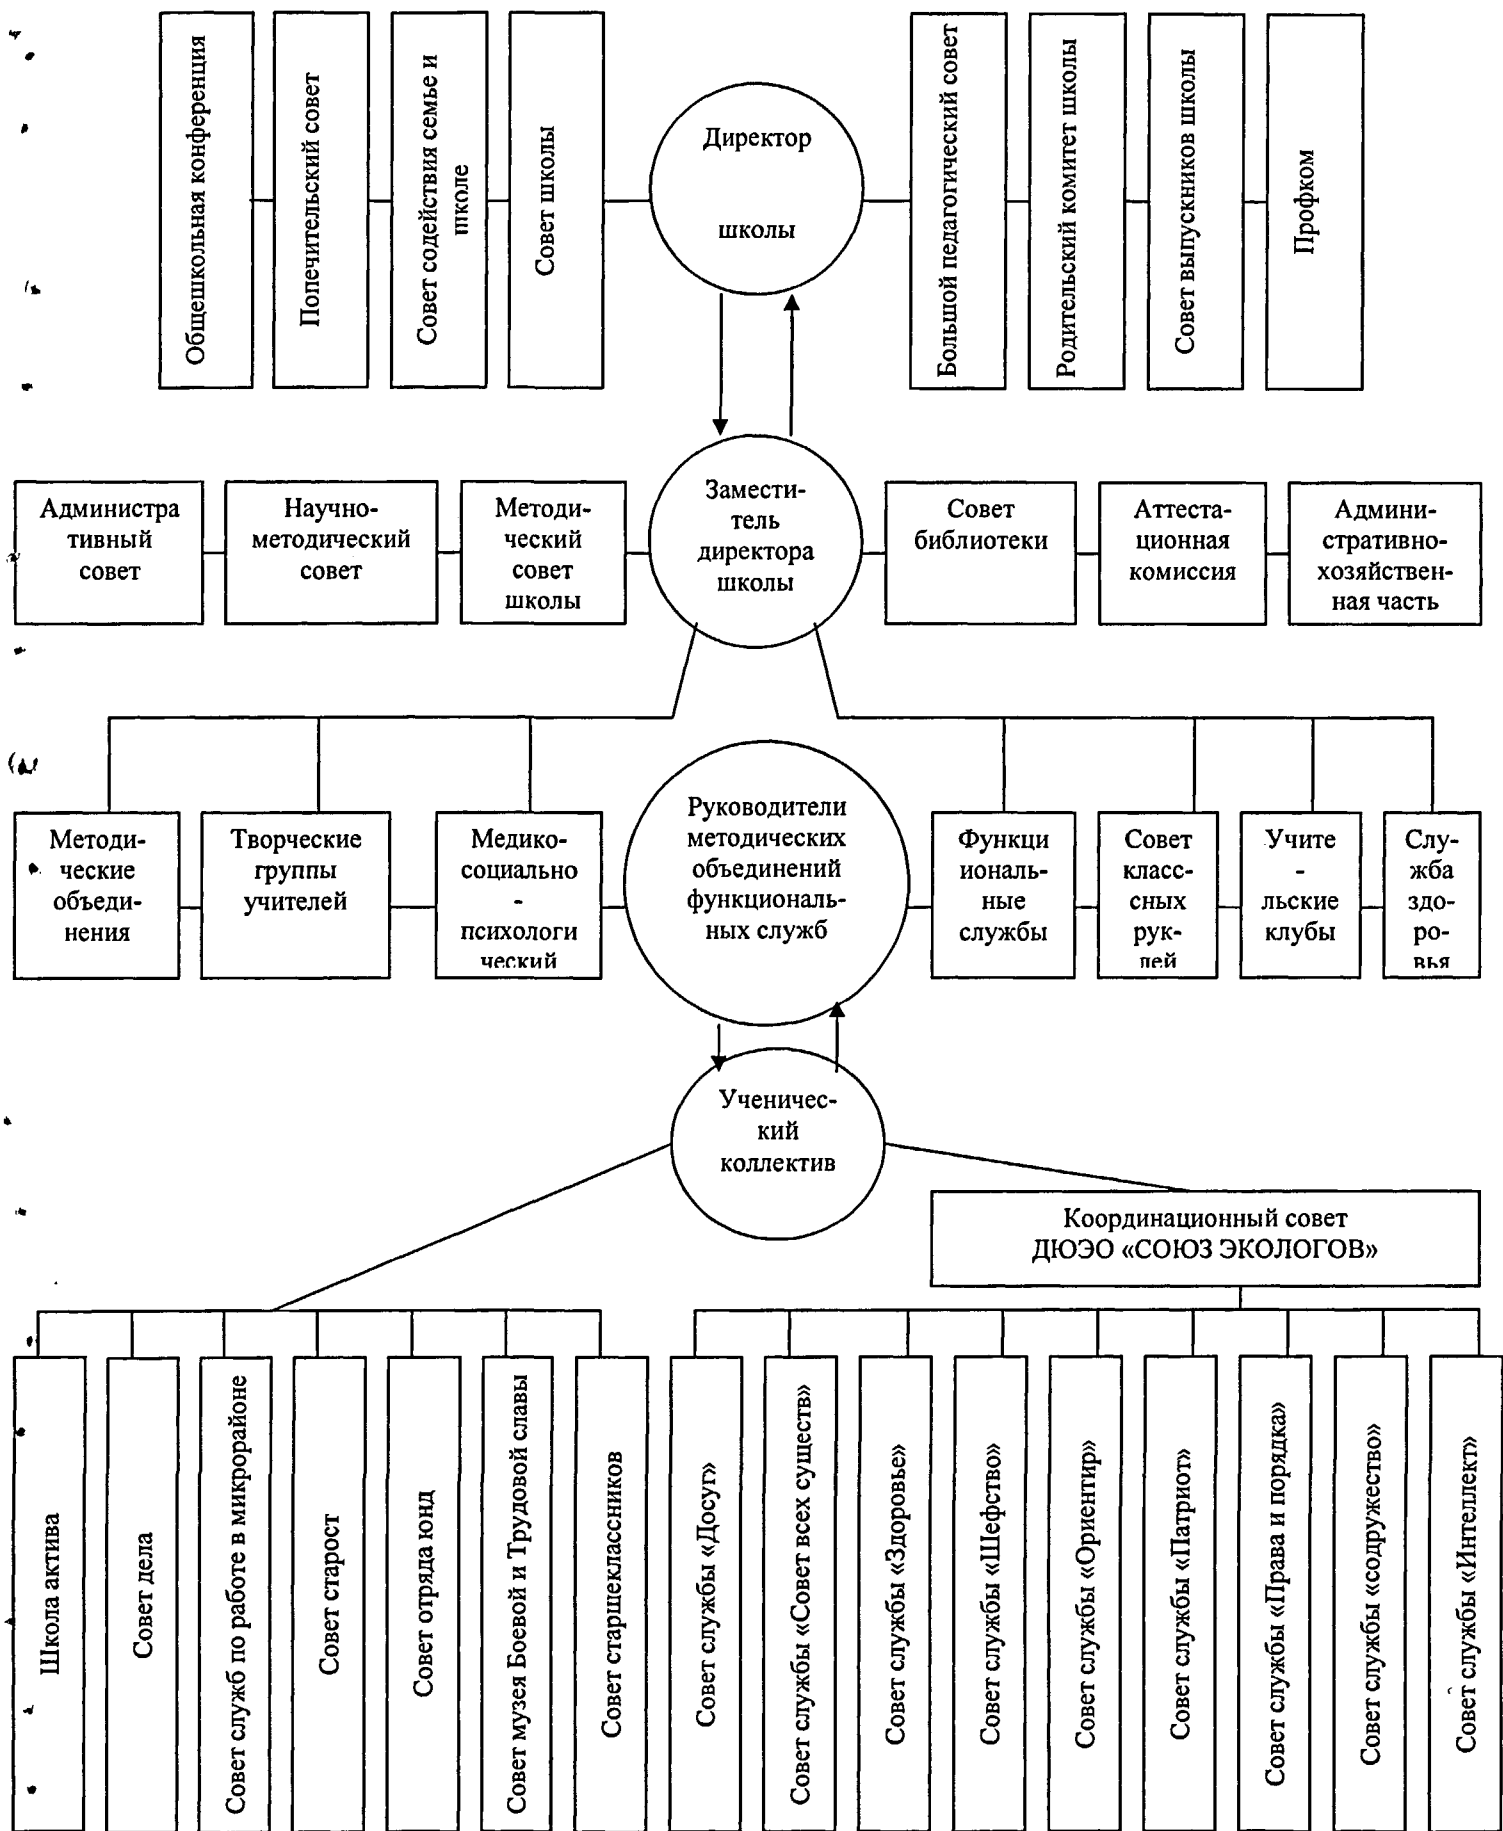 Общешкольная конференция
Попечительский совет
Совет содействия семье и
школе
Совет школы
Директор
школы
Большой педагогический совет
Родительский комитет школы
Совет выпускников школы
Профком
Администра
тивный
совет
Научно-
методический
совет
Методи-
ческий
совет
школы
Замести-
тель
директора
школы
Совет
библиотеки
Аттеста-
ционная
комиссия
Админи-
стративно-
хозяйствен-
ная часть
Методи-
ческие
объеди-
нения
Творческие
группы
учителей
Медико-
социально
-
психологи
ческий
Руководители
методических
объединений
функциональ-
ных служб
Функци
ональ-
ные
службы
Совет
класс-
сных
рук-
лей
Учите
-
льские
клубы
Слу-
жба
здо-
ро-
вья
Ученичес-
кий
коллектив
Координационный совет
ДЮЭО «СОЮЗ ЭКОЛОГОВ»
Школа актива
Совет дела
Совет служб по работе в микрорайоне
Совет старост
Совет отряда юнд
Совет музея Боевой и Трудовой славы
Совет старшеклассников
Совет службы «Досуг»
Совет службы «Совет всех существ»
Совет службы «Здоровье»
Совет службы «Шефство»
Совет службы «Ориентир»
Совет службы «Патриот»
Совет службы «Права и порядка»
Совет службы «содружество»
Совет службы «Интеллект»